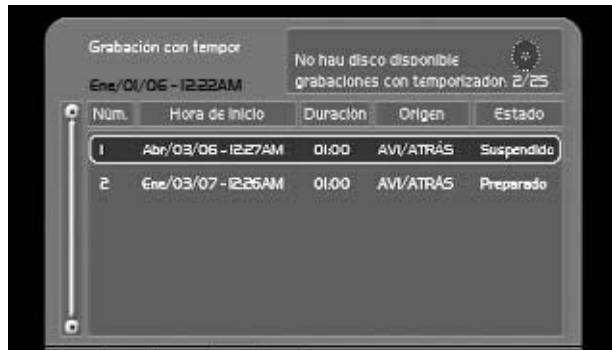 Grabación con tempor
No hau disco disponible
Ene/01/06 - 12:22AM
grabaciones con temporizador: 2/25
Núm. Hora de inicio Duración Origen Estado
1 Abr/03/06 - 12:27AM 01:00 AV1/ATRÁS Suspendido
2 Ene/03/07 - 12:26AM 01:00 AV1/ATRÁS Preparado